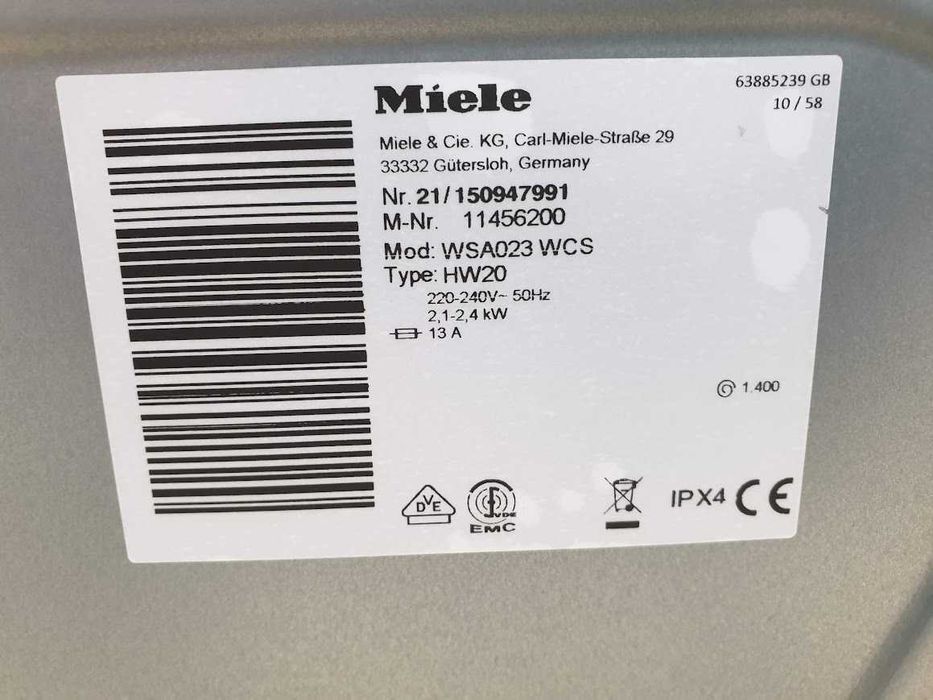 Miele
63885239 GB
10 / 58
Miele & Cie. KG, Carl-Miele-Straße 29
33332 Gütersloh, Germany
Nr. 21/150947991
M-Nr. 11456200
Mod: WSA023 WCS
Type: HW20
220-240V~ 50Hz
2,1-2,4 kW
13 A
1.400
DVE
VDE
EMC
IPX4 CE